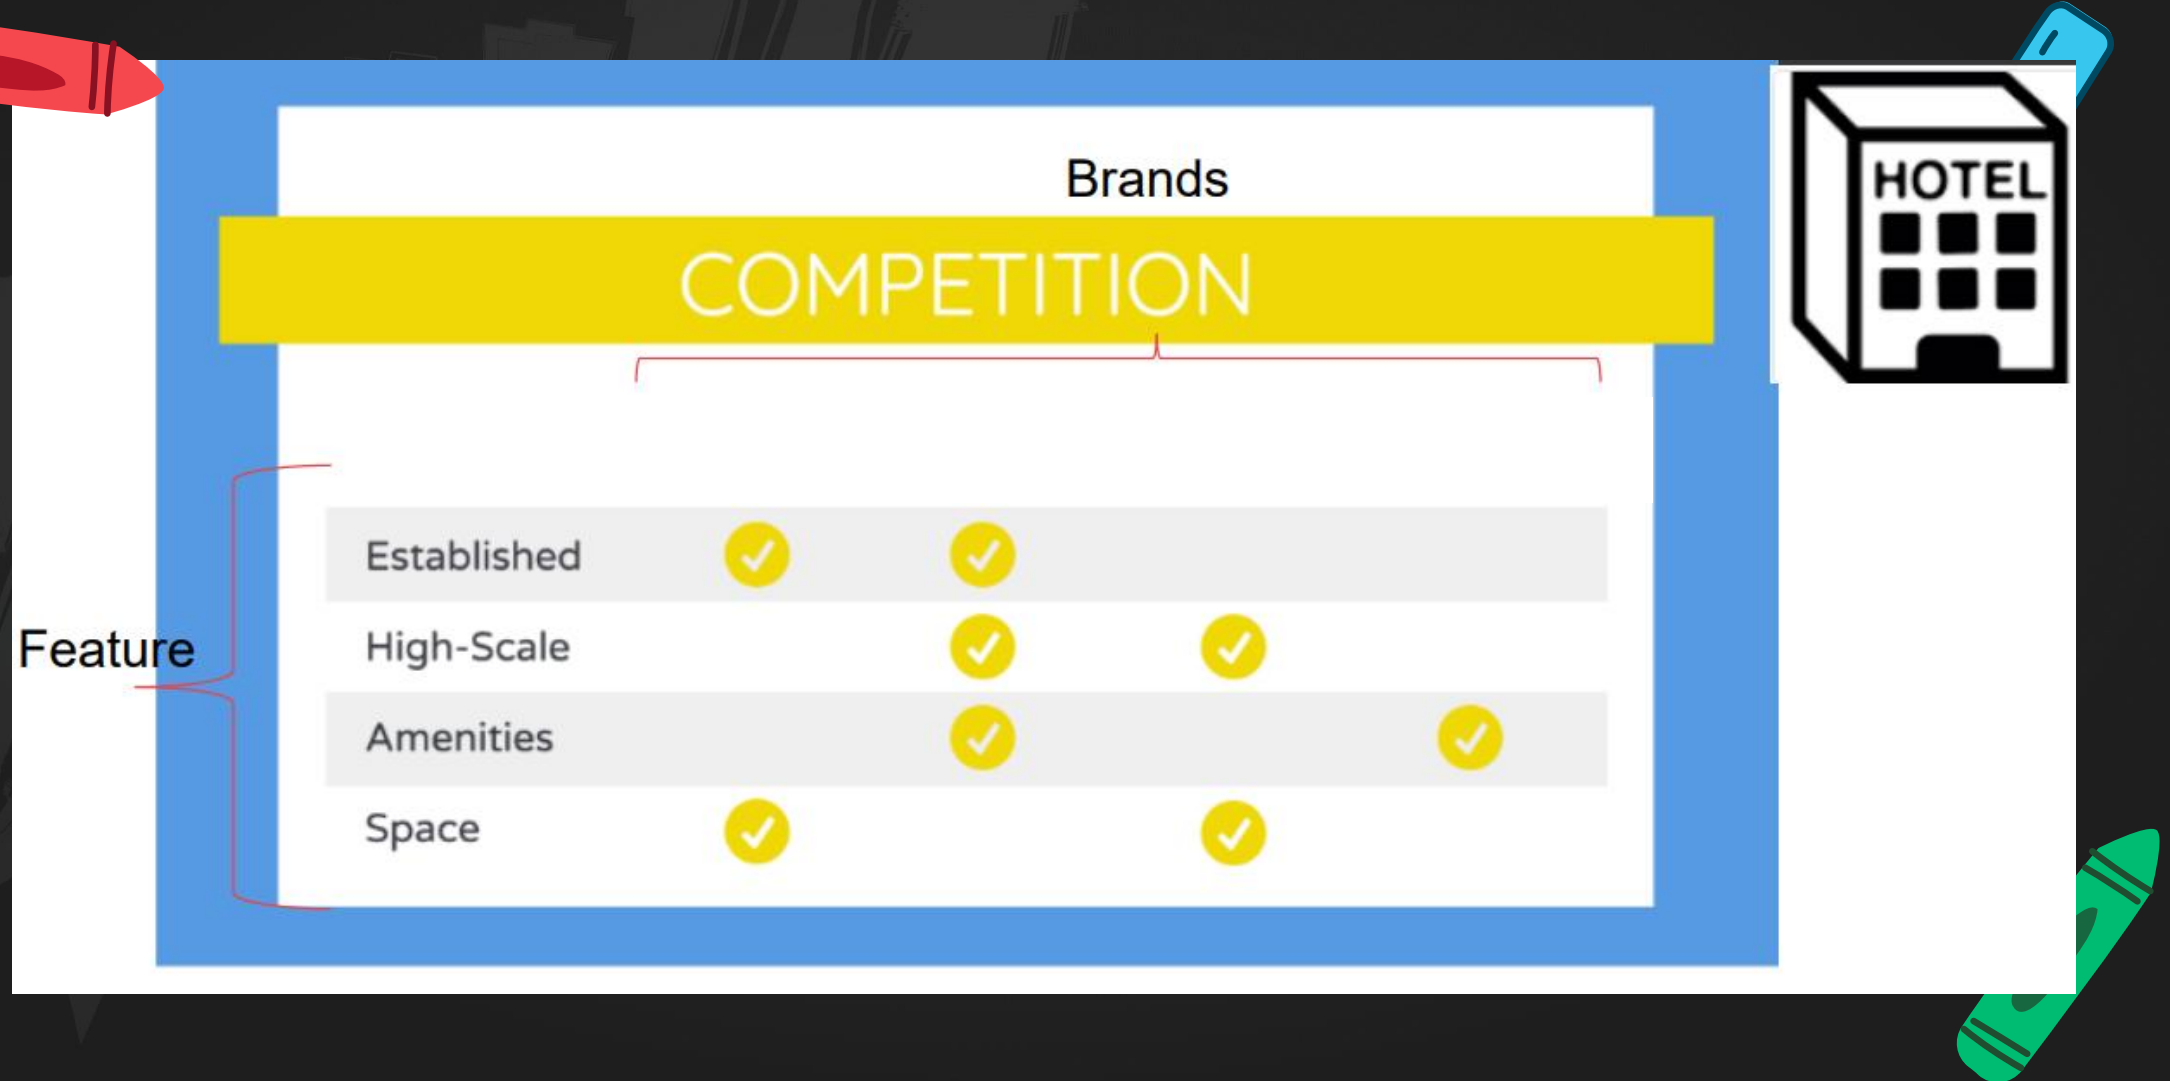 Brands
HOTEL
COMPETITION
Established
High-Scale
Feature
Amenities
Space